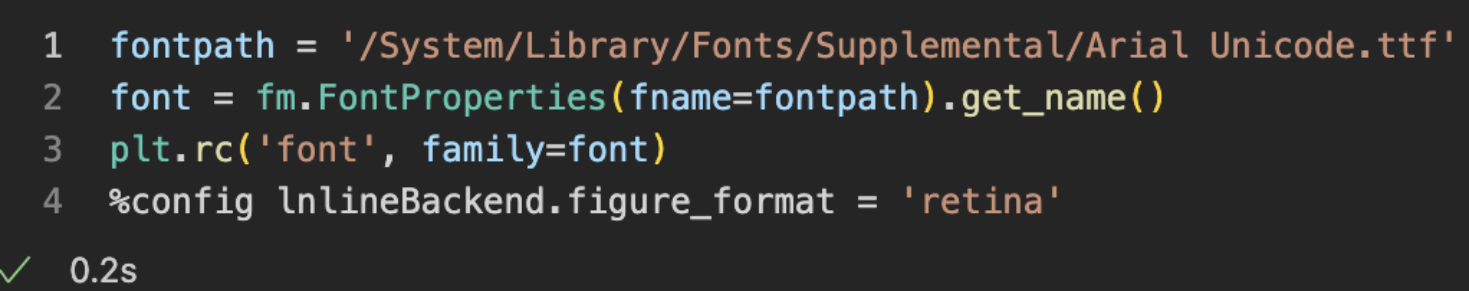 1 fontpath = '/System/Library/Fonts/Supplemental/Arial Unicode.ttf'
2 font = fm.FontProperties(fname=fontpath).get_name()
3 plt.rc('font', family=font)
4 %config lnlineBackend.figure_format = 'retina'
✓ 0.2s